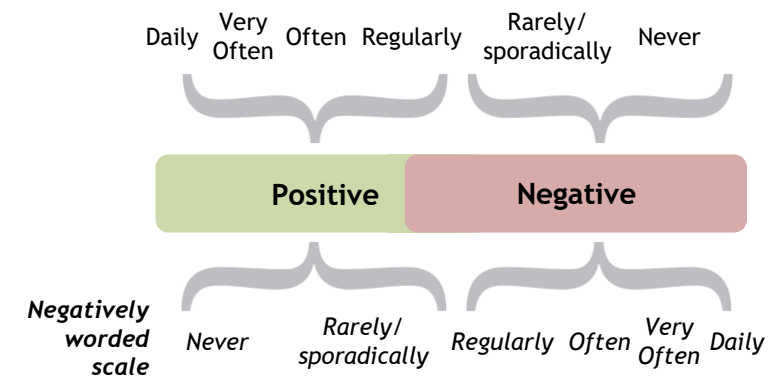 Daily Very Often Often Regularly Rarely/ sporadically Never
Positive Negative
Negatively worded scale
Never Rarely/ sporadically Regularly Often Very Often Daily